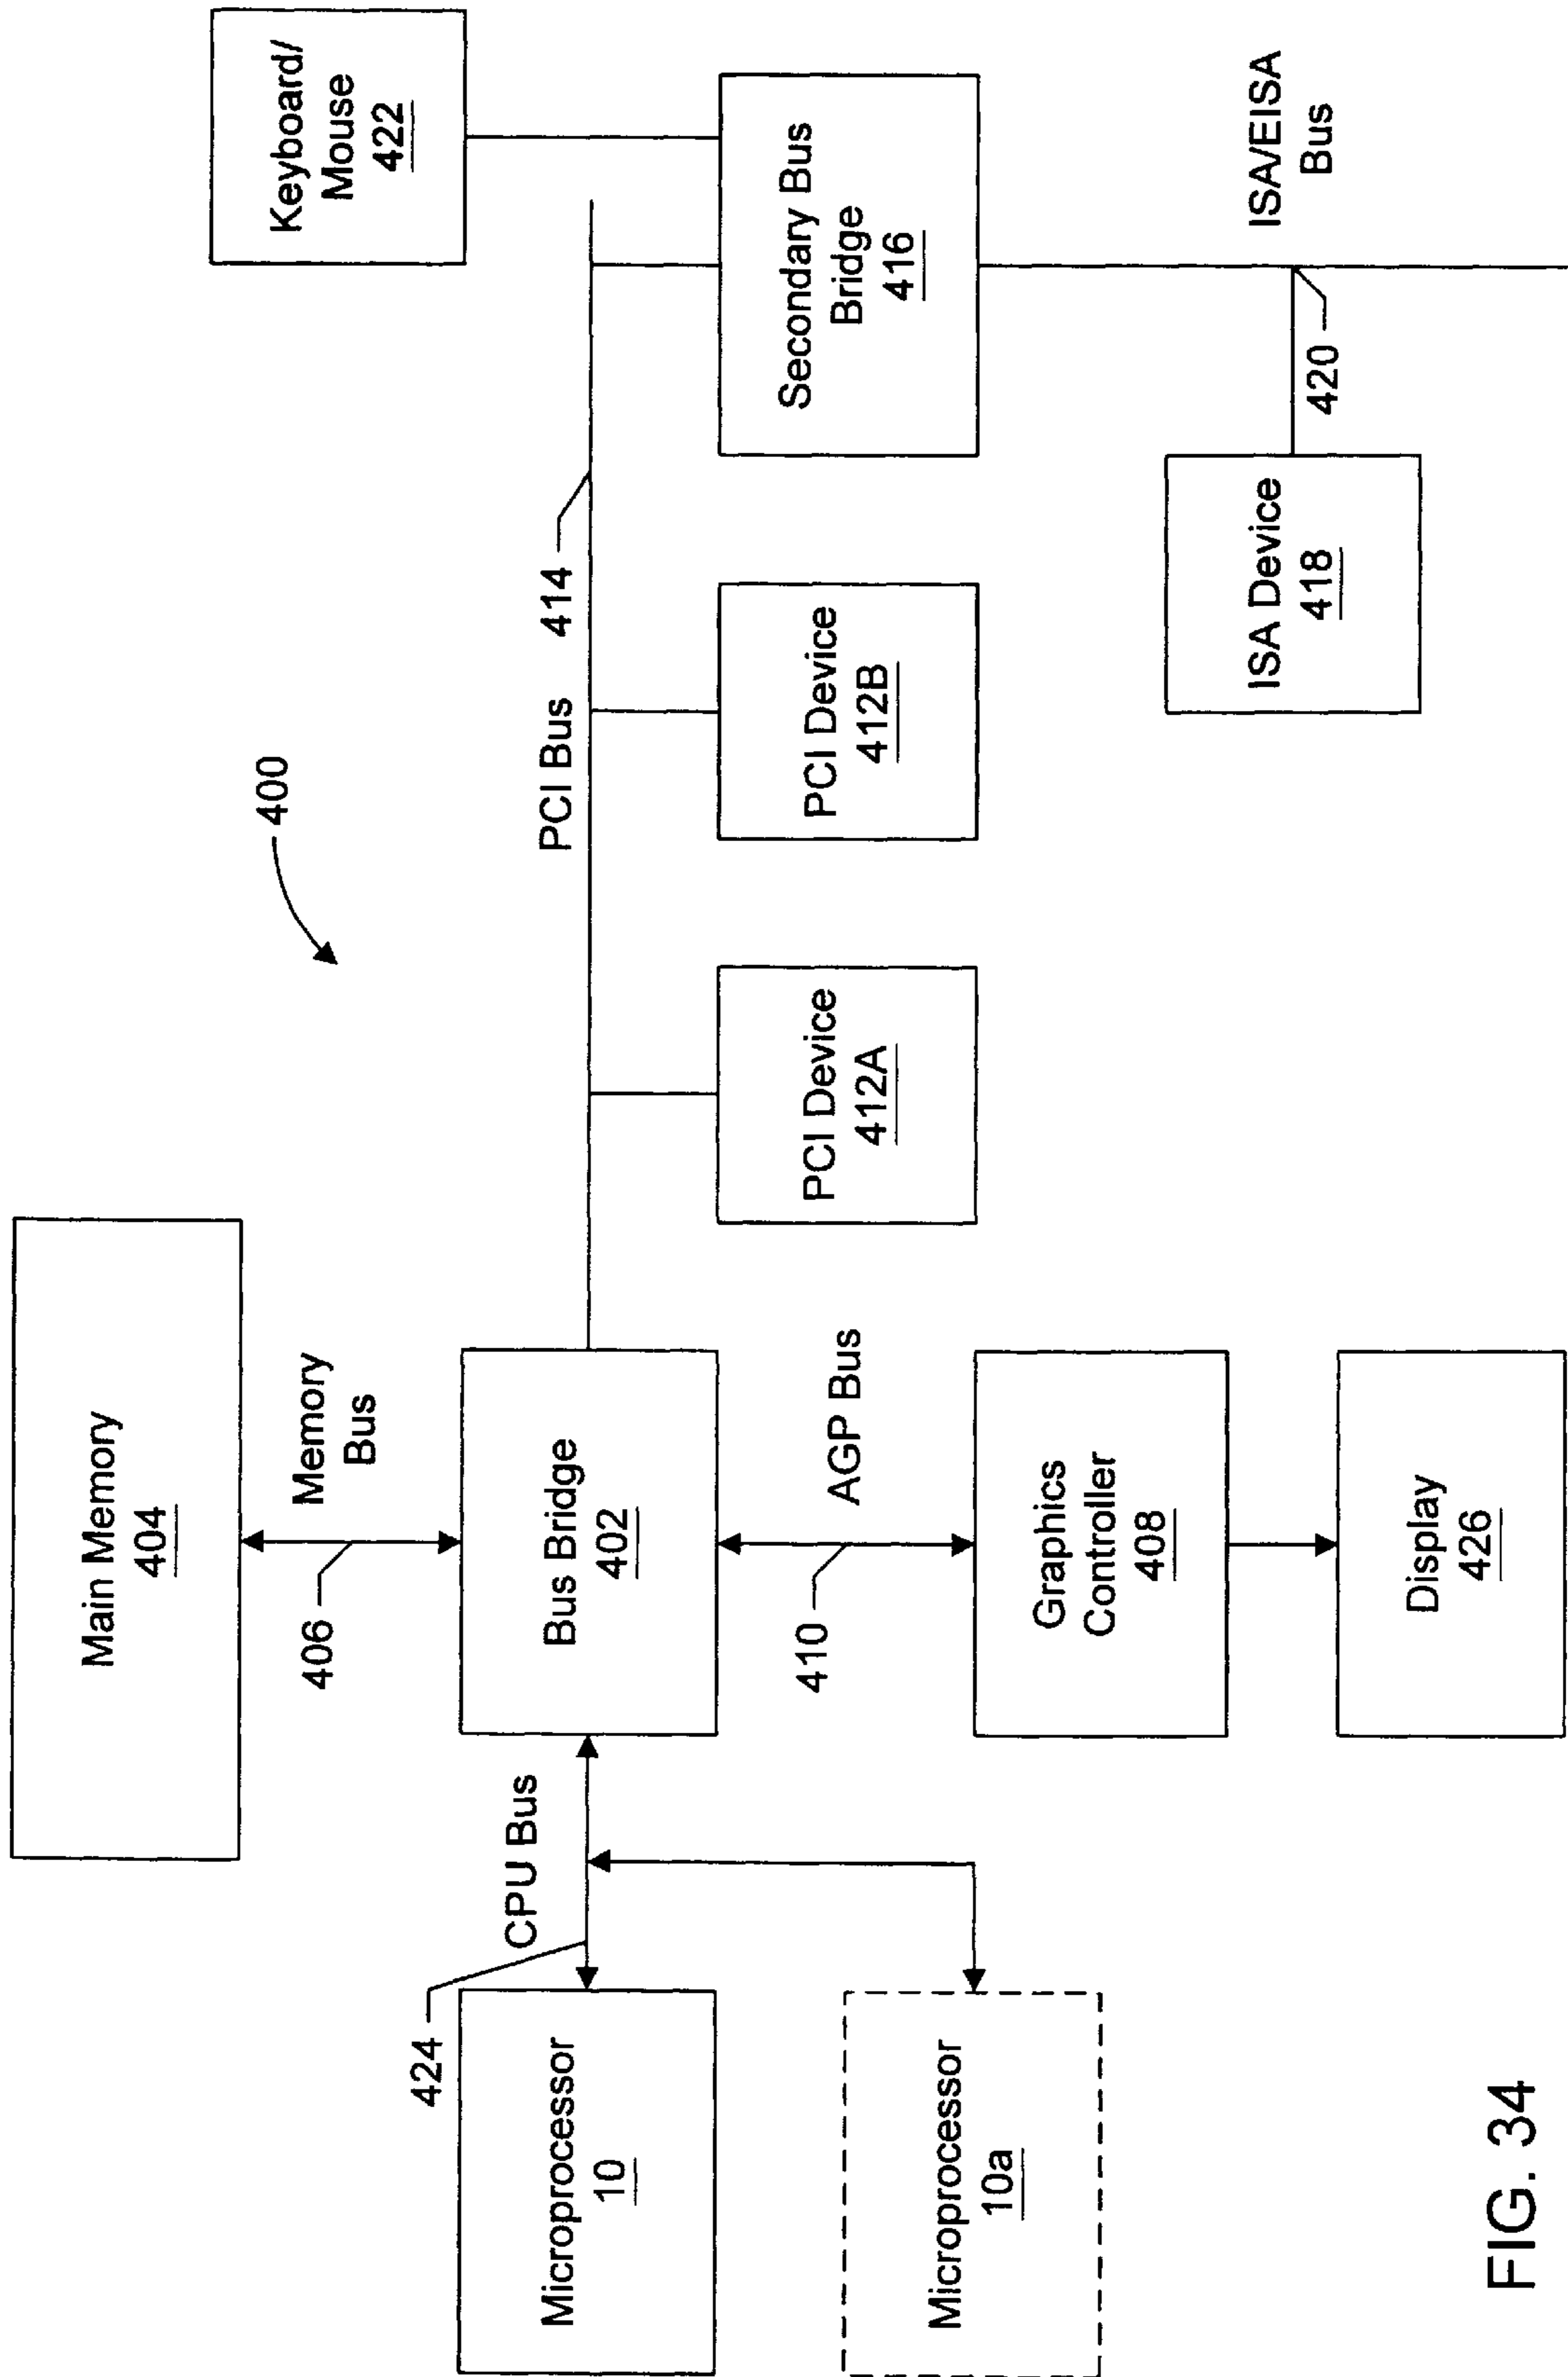 Main Memory
404
406
Memory
Bus
400
Keyboard/
Mouse
422
424
CPU Bus
PCI Bus
414
Microprocessor
10
Bus Bridge
402
410
AGP Bus
PCI Device
412A
PCI Device
412B
Secondary Bus
Bridge
416
Microprocessor
10a
Graphics
Controller
408
ISA Device
418
420
ISA/EISA
Bus
Display
426
FIG. 34